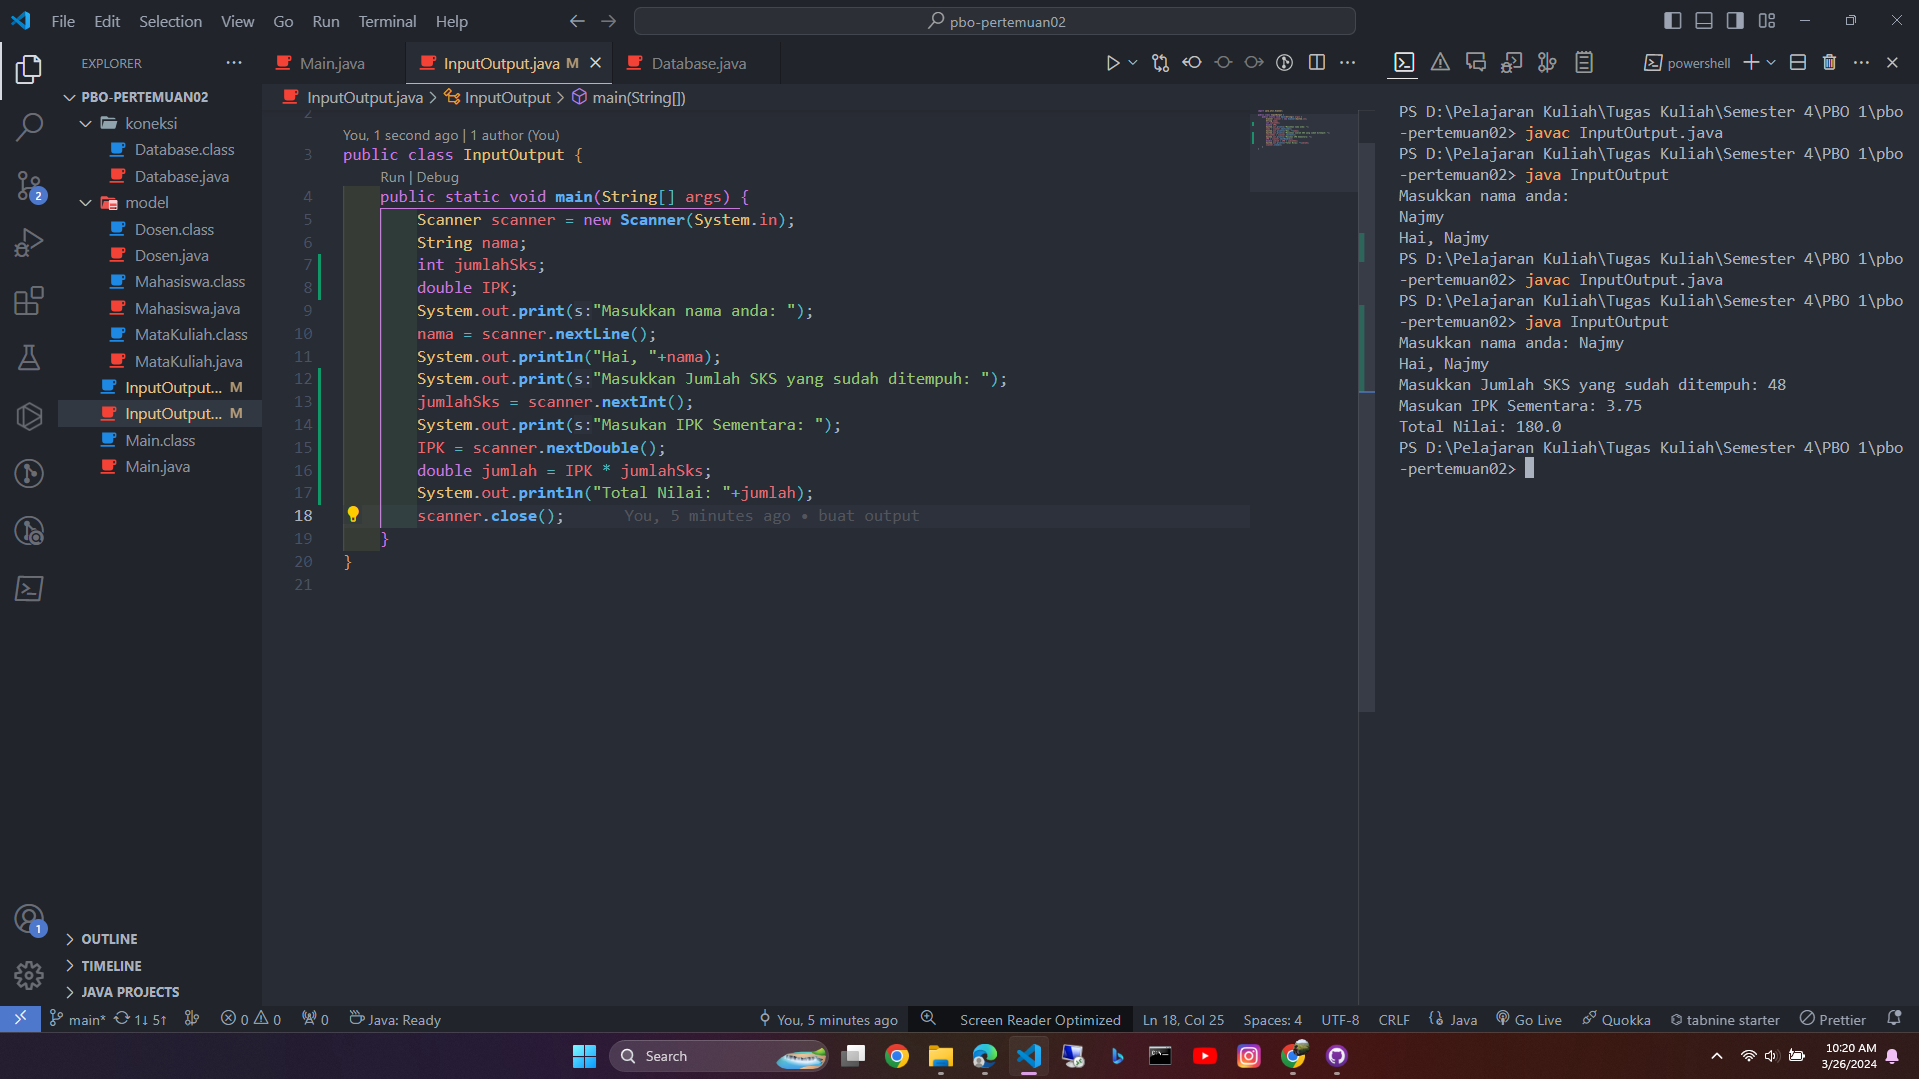 File Edit Selection View Go Run Terminal Help
pbo-pertemuan02
EXPLORER
PBO-PERTEMUAN02
koneksi
Database.class
Database.java
model
Dosen.class
Dosen.java
Mahasiswa.class
Mahasiswa.java
MataKuliah.class
MataKuliah.java
InputOutput... M
InputOutput... M
Main.class
Main.java
OUTLINE
TIMELINE
JAVA PROJECTS
2
1
Main.java
InputOutput.java M
Database.java
InputOutput.java > InputOutput > main(String[])
2
You, 1 second ago | 1 author (You)
3 public class InputOutput {
Run | Debug
4 public static void main(String[] args) {
5 Scanner scanner = new Scanner(System.in);
6 String nama;
7 int jumlahSks;
8 double IPK;
9 System.out.print(s:"Masukkan nama anda: ");
10 nama = scanner.nextLine();
11 System.out.println("Hai, "+nama);
12 System.out.print(s:"Masukkan Jumlah SKS yang sudah ditempuh: ");
13 jumlahSks = scanner.nextInt();
14 System.out.print(s:"Masukan IPK Sementara: ");
15 IPK = scanner.nextDouble();
16 double jumlah = IPK * jumlahSks;
17 System.out.println("Total Nilai: "+jumlah);
18 scanner.close(); You, 5 minutes ago • buat output
19 }
20 }
21
powershell
PS D:\Pelajaran Kuliah\Tugas Kuliah\Semester 4\PBO 1\pbo
-pertemuan02> javac InputOutput.java
PS D:\Pelajaran Kuliah\Tugas Kuliah\Semester 4\PBO 1\pbo
-pertemuan02> java InputOutput
Masukkan nama anda:
Najmy
Hai, Najmy
PS D:\Pelajaran Kuliah\Tugas Kuliah\Semester 4\PBO 1\pbo
-pertemuan02> javac InputOutput.java
PS D:\Pelajaran Kuliah\Tugas Kuliah\Semester 4\PBO 1\pbo
-pertemuan02> java InputOutput
Masukkan nama anda: Najmy
Hai, Najmy
Masukkan Jumlah SKS yang sudah ditempuh: 48
Masukan IPK Sementara: 3.75
Total Nilai: 180.0
PS D:\Pelajaran Kuliah\Tugas Kuliah\Semester 4\PBO 1\pbo
-pertemuan02>
main* 1↓ 5↑ 0 0 0 Java: Ready You, 5 minutes ago Screen Reader Optimized Ln 18, Col 25 Spaces: 4 UTF-8 CRLF {} Java Go Live Quokka tabnine starter Prettier
Search
10:20 AM
3/26/2024